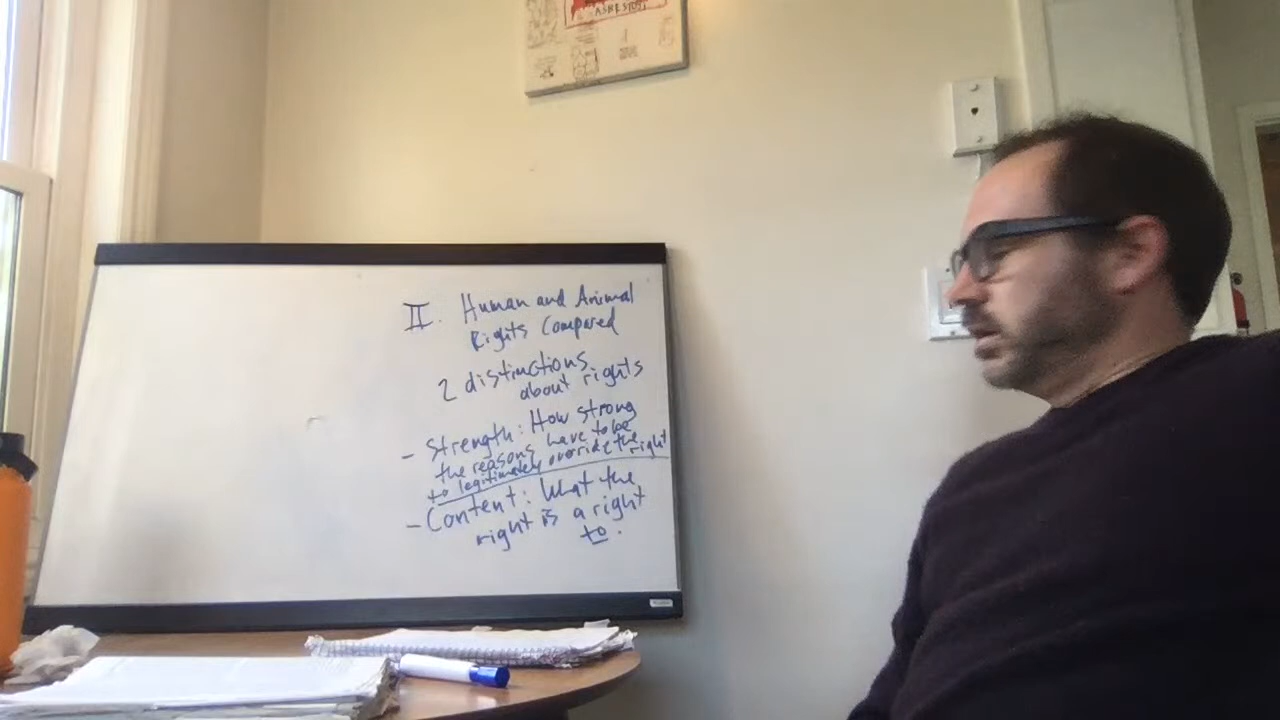 ASBESTOS
II. Human and Animal
Rights Compared
2 distinctions
about rights
- Strength: How strong
the reasons have to be
to legitimately override the right
- Content: What the
right is a right
to.